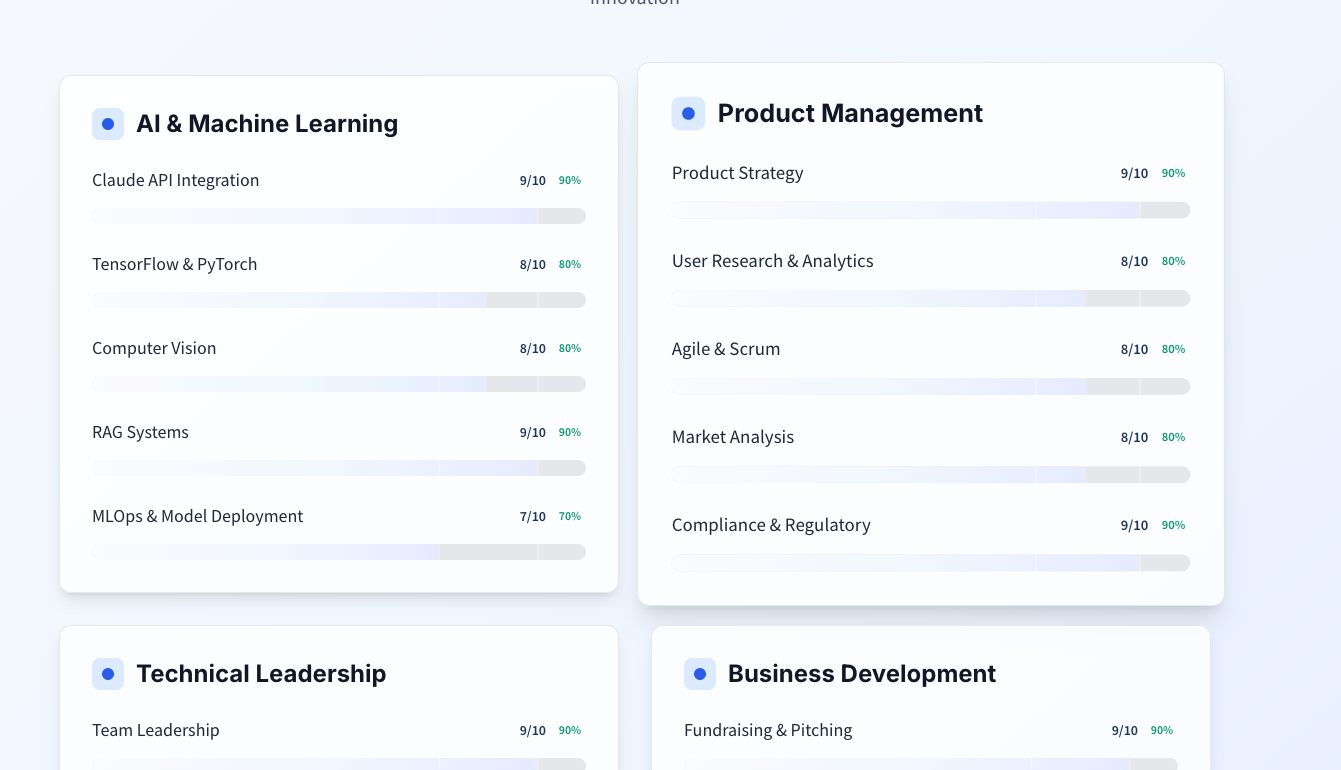 innovation
AI & Machine Learning
Claude API Integration 9/10 90%
TensorFlow & PyTorch 8/10 80%
Computer Vision 8/10 80%
RAG Systems 9/10 90%
MLOps & Model Deployment 7/10 70%
Product Management
Product Strategy 9/10 90%
User Research & Analytics 8/10 80%
Agile & Scrum 8/10 80%
Market Analysis 8/10 80%
Compliance & Regulatory 9/10 90%
Technical Leadership
Team Leadership 9/10 90%
Business Development
Fundraising & Pitching 9/10 90%